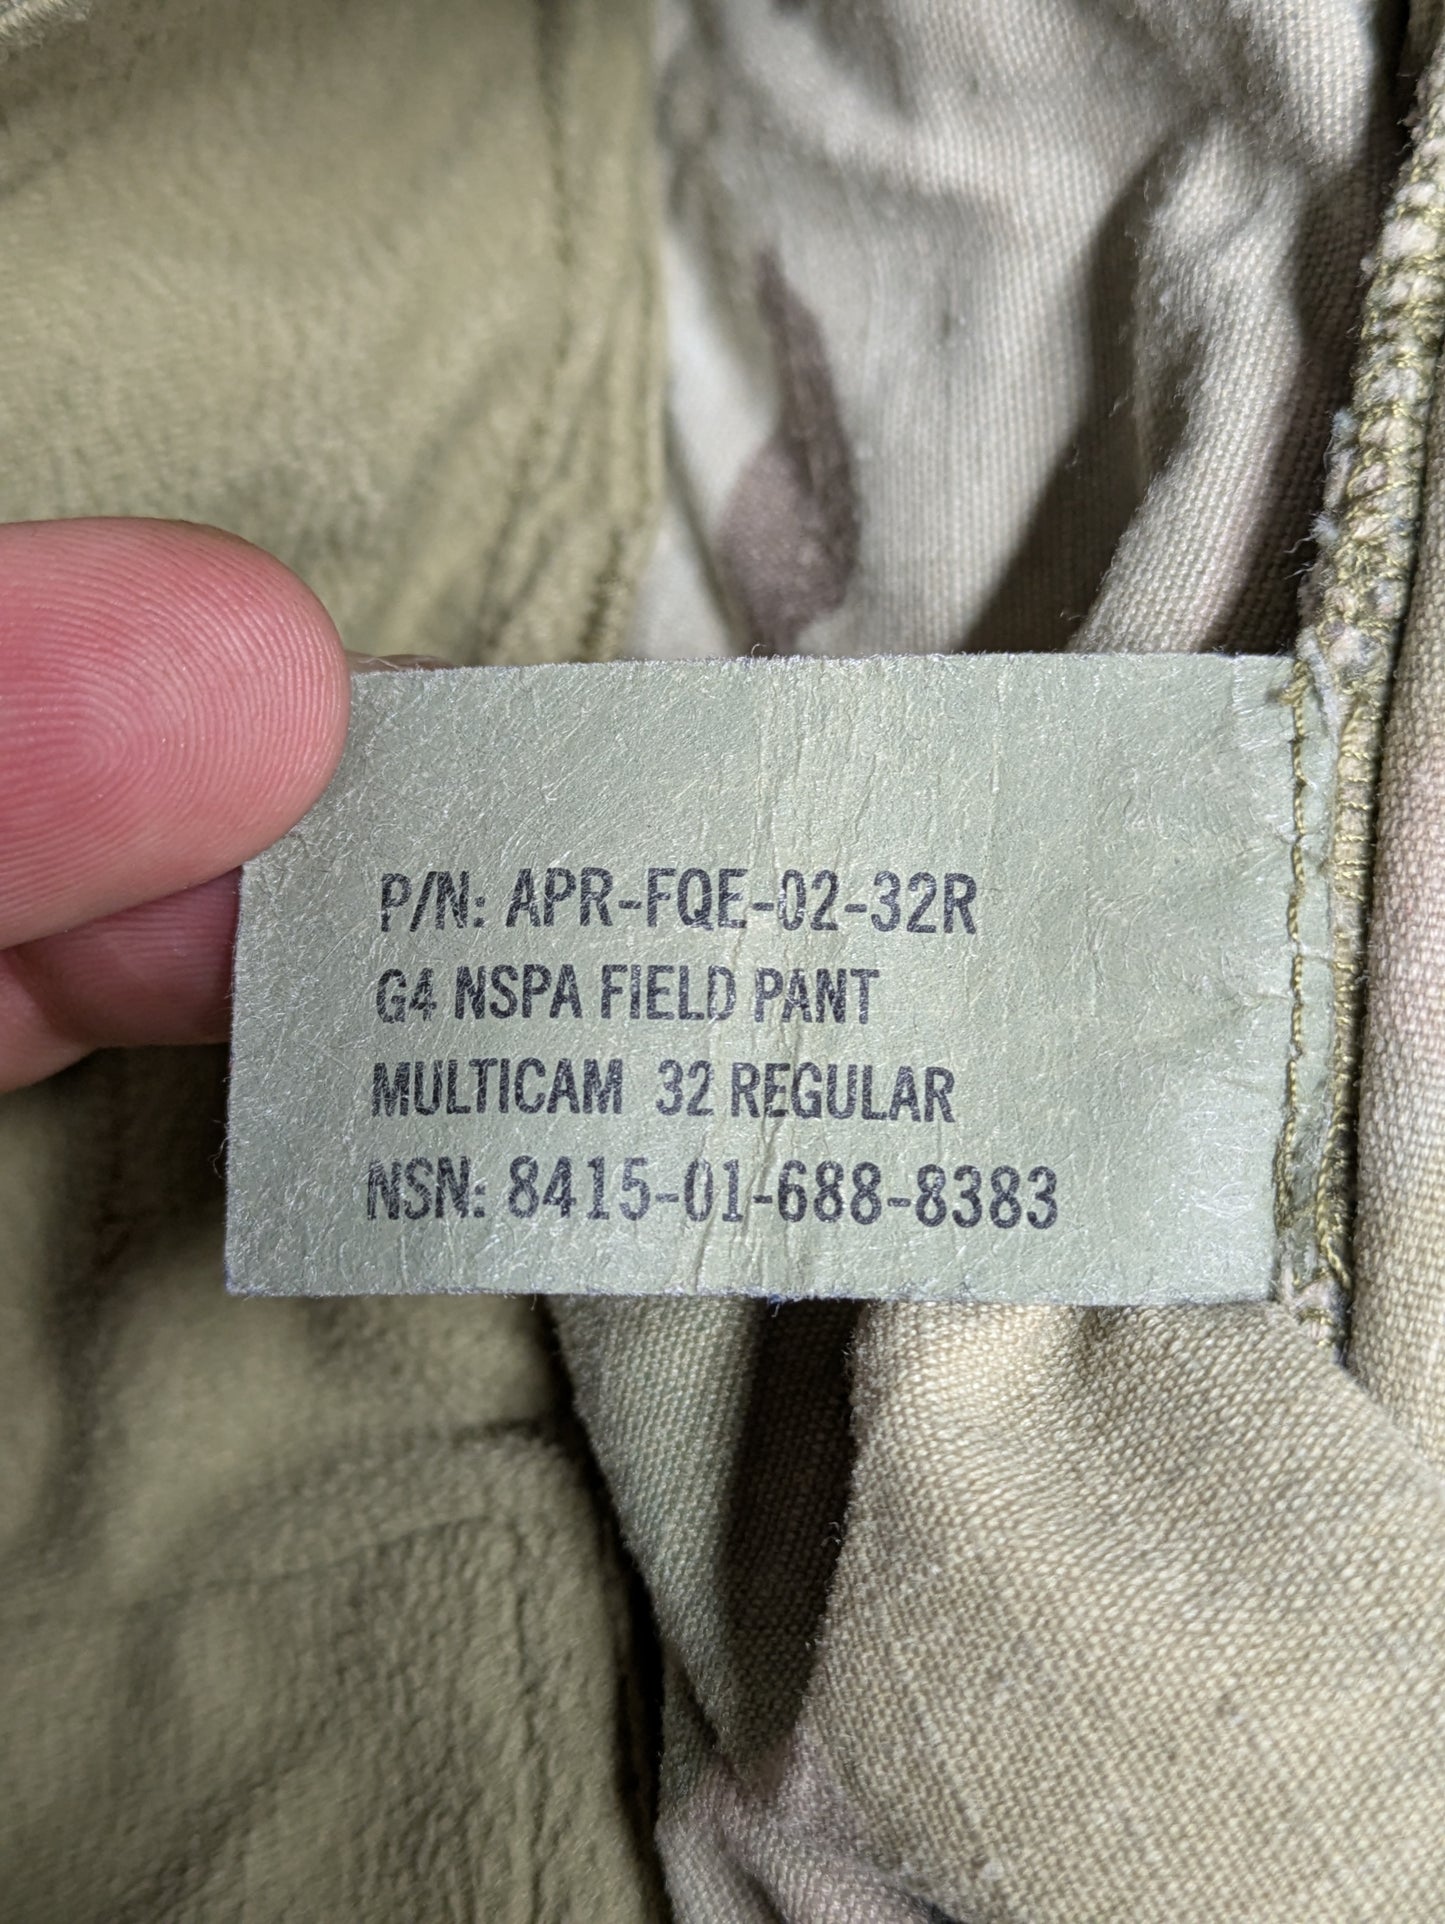 P/N: APR-FQE-02-32R
G4 NSPA FIELD PANT
MULTICAM 32 REGULAR
NSN: 8415-01-688-8383